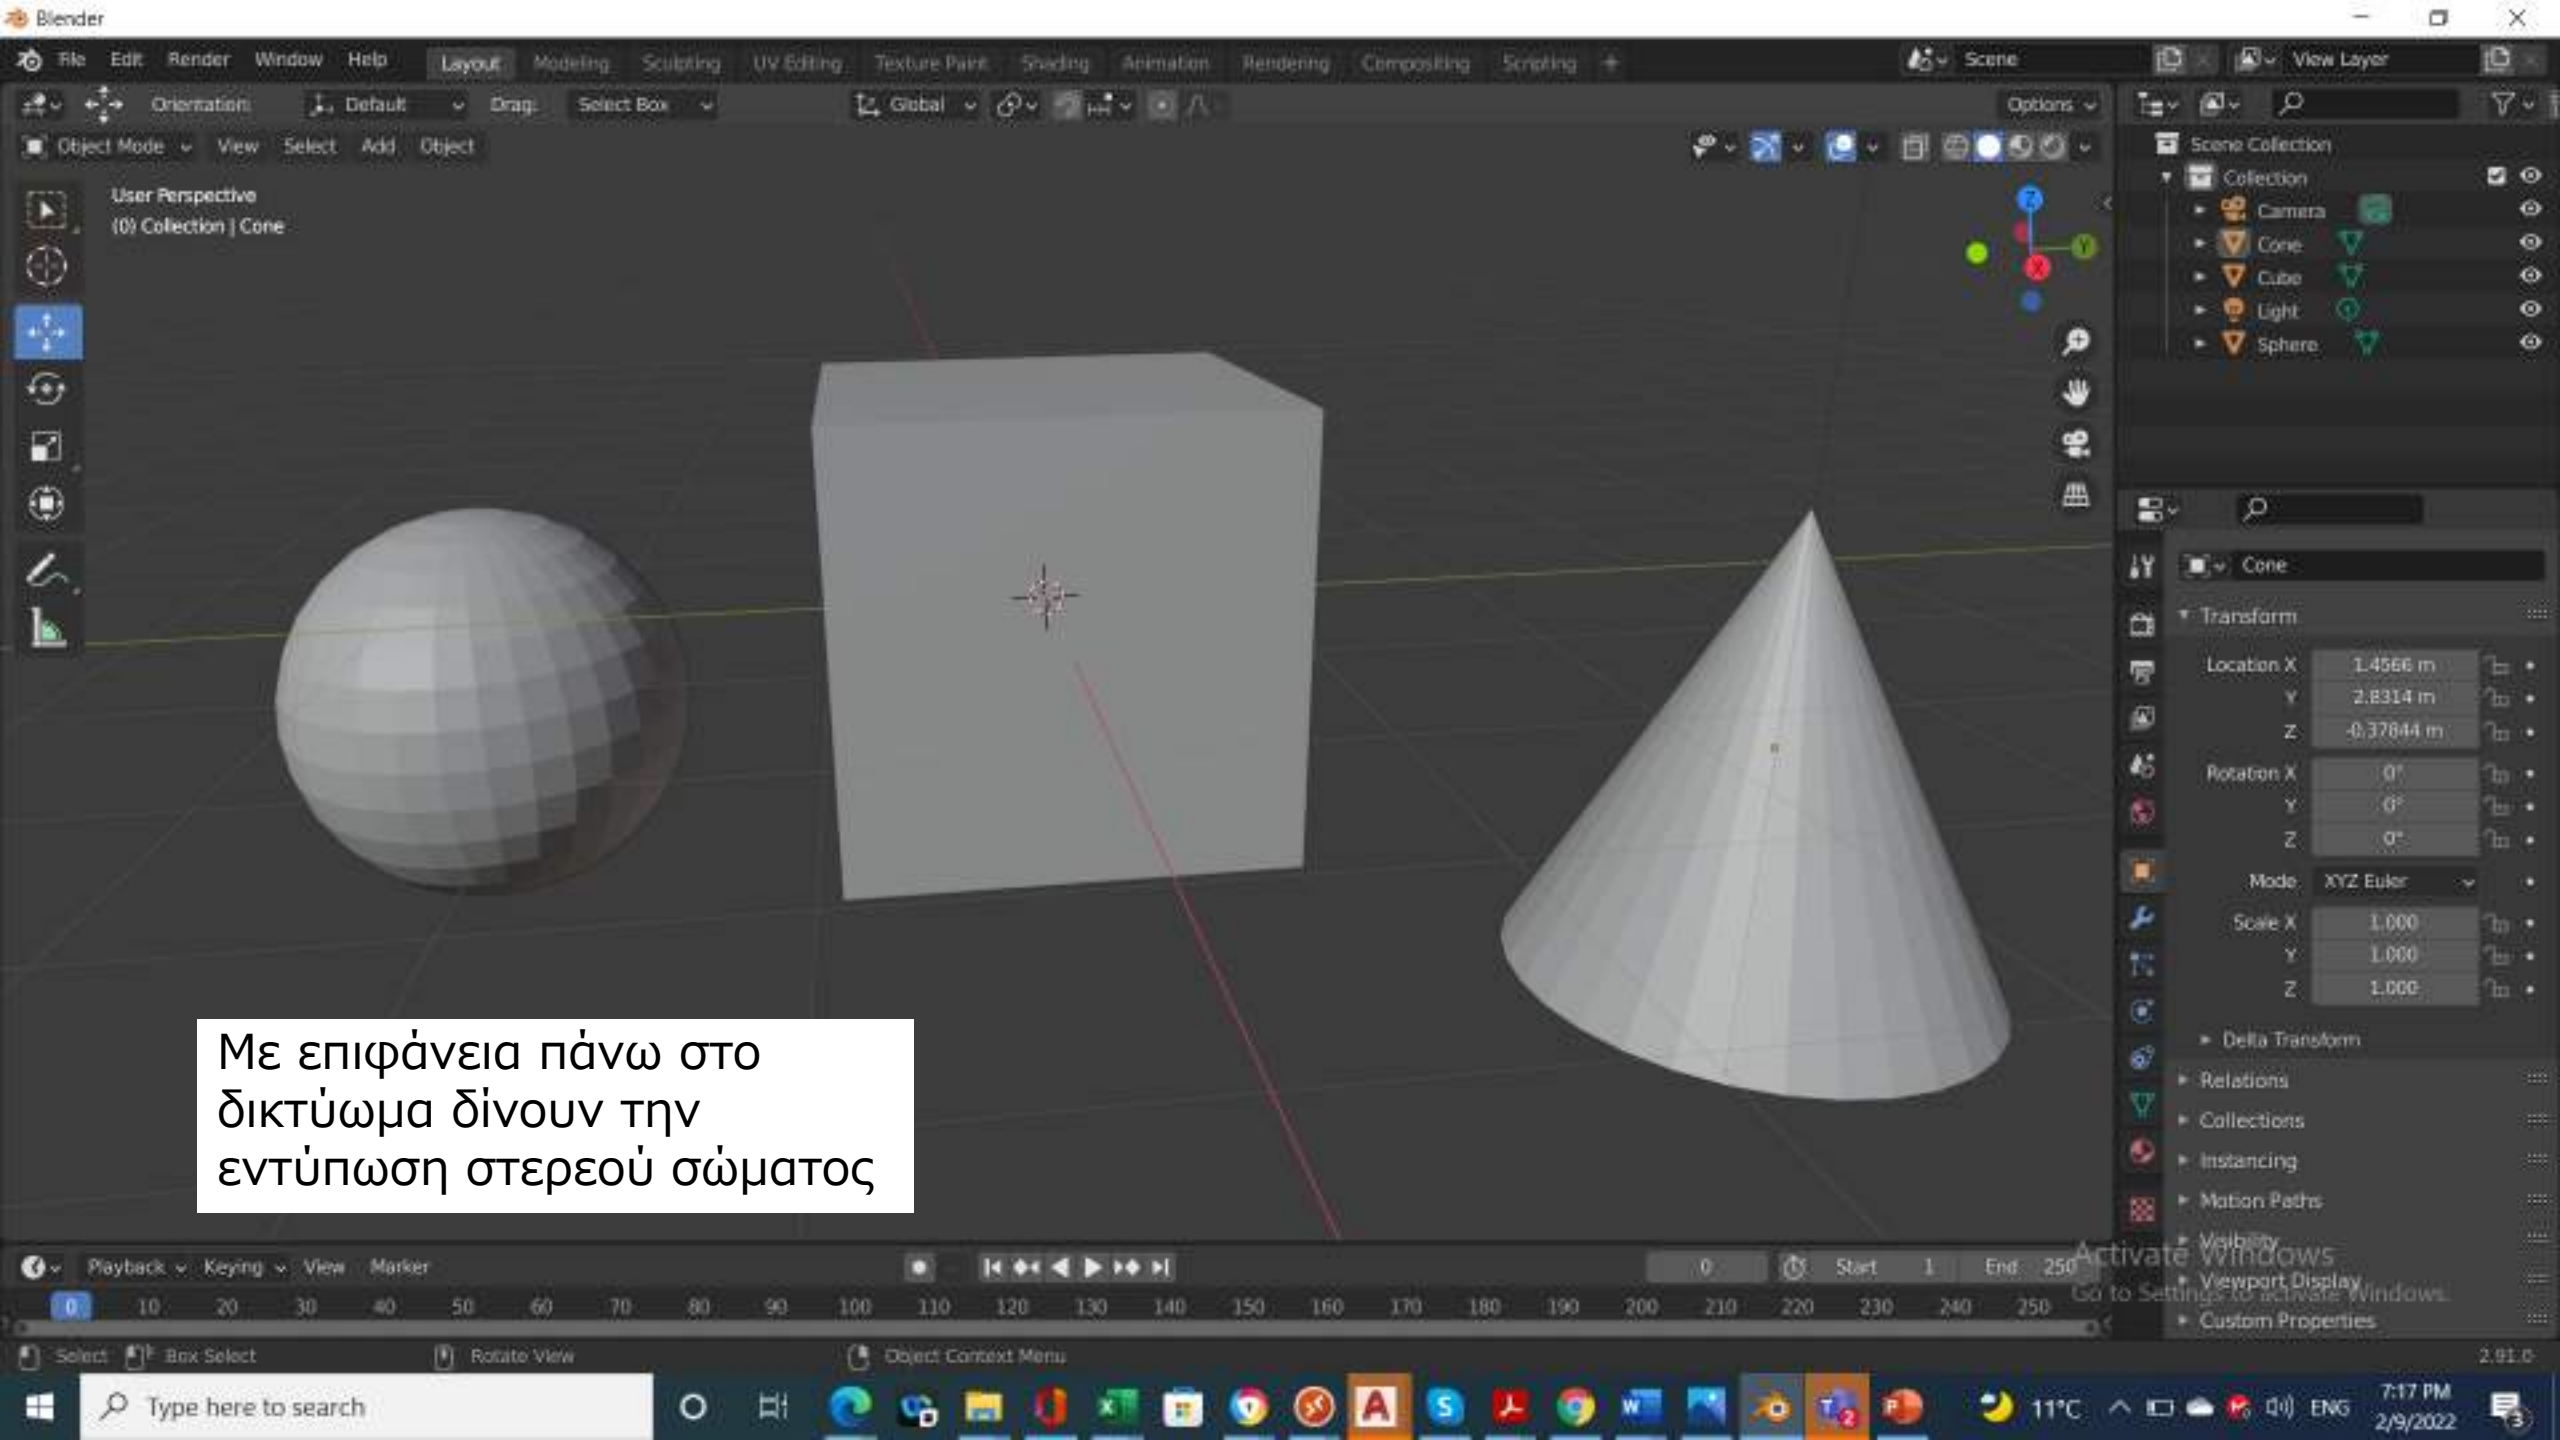 Blender
File Edit Render Window Help Layout Modeling Sculpting UV Editing Texture Paint Shading Animation Rendering Compositing Scripting + Scene View Layer
Orientation: Default Drag: Select Box Global Options
Object Mode View Select Add Object
User Perspective
(0) Collection | Cone
Z
Y
X
Scene Collection
Collection
Camera
Cone
Cube
Light
Sphere
Cone
Transform
Location X 1.4566 m
Y 2.8314 m
Z -0.37844 m
Rotation X 0°
Y 0°
Z 0°
Mode XYZ Euler
Scale X 1.000
Y 1.000
Z 1.000
Delta Transform
Relations
Collections
Instancing
Motion Paths
Visibility
Viewport Display
Custom Properties
Με επιφάνεια πάνω στο
δικτύωμα δίνουν την
εντύπωση στερεού σώματος
Activate Windows
Go to Settings to activate Windows.
Playback Keying View Marker 0 Start 1 End 250
0 10 20 30 40 50 60 70 80 90 100 110 120 130 140 150 160 170 180 190 200 210 220 230 240 250
Select Box Select Rotate View Object Context Menu 2.91.0
Type here to search 11°C ENG 7:17 PM
2/9/2022 3